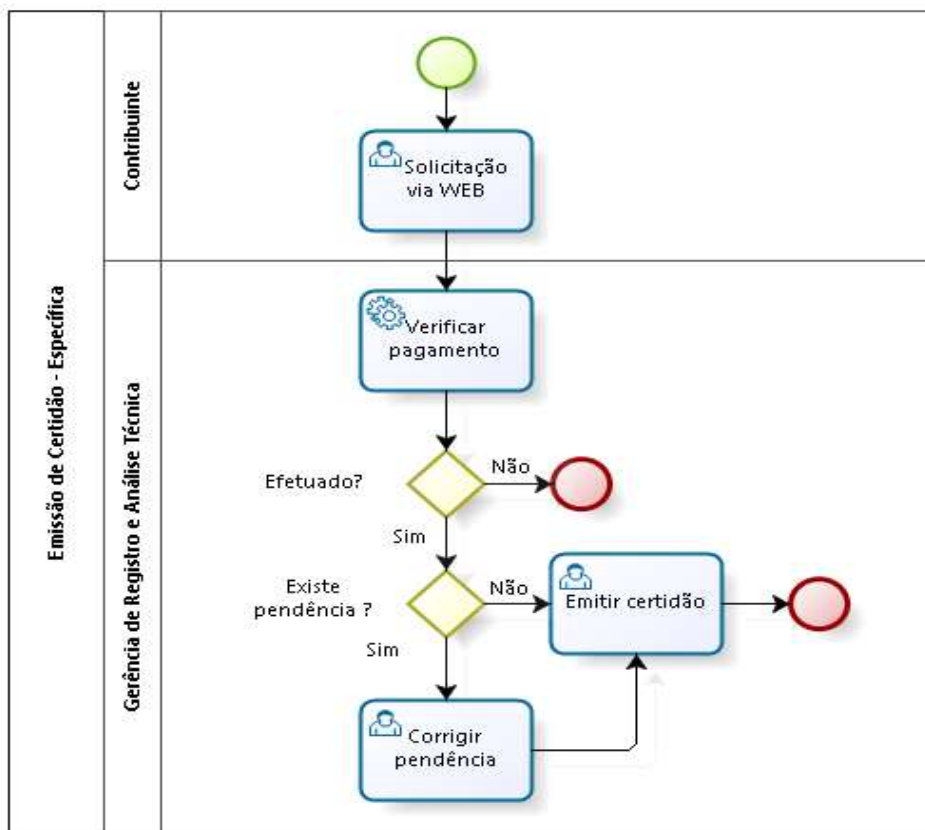 Emissão de Certidão - Específica
Contribuinte
Solicitação
via WEB
Gerência de Registro e Análise Técnica
Verificar
pagamento
Efetuado?
Não
Sim
Existe
pendência ?
Não
Emitir certidão
Sim
Corrigir
pendência